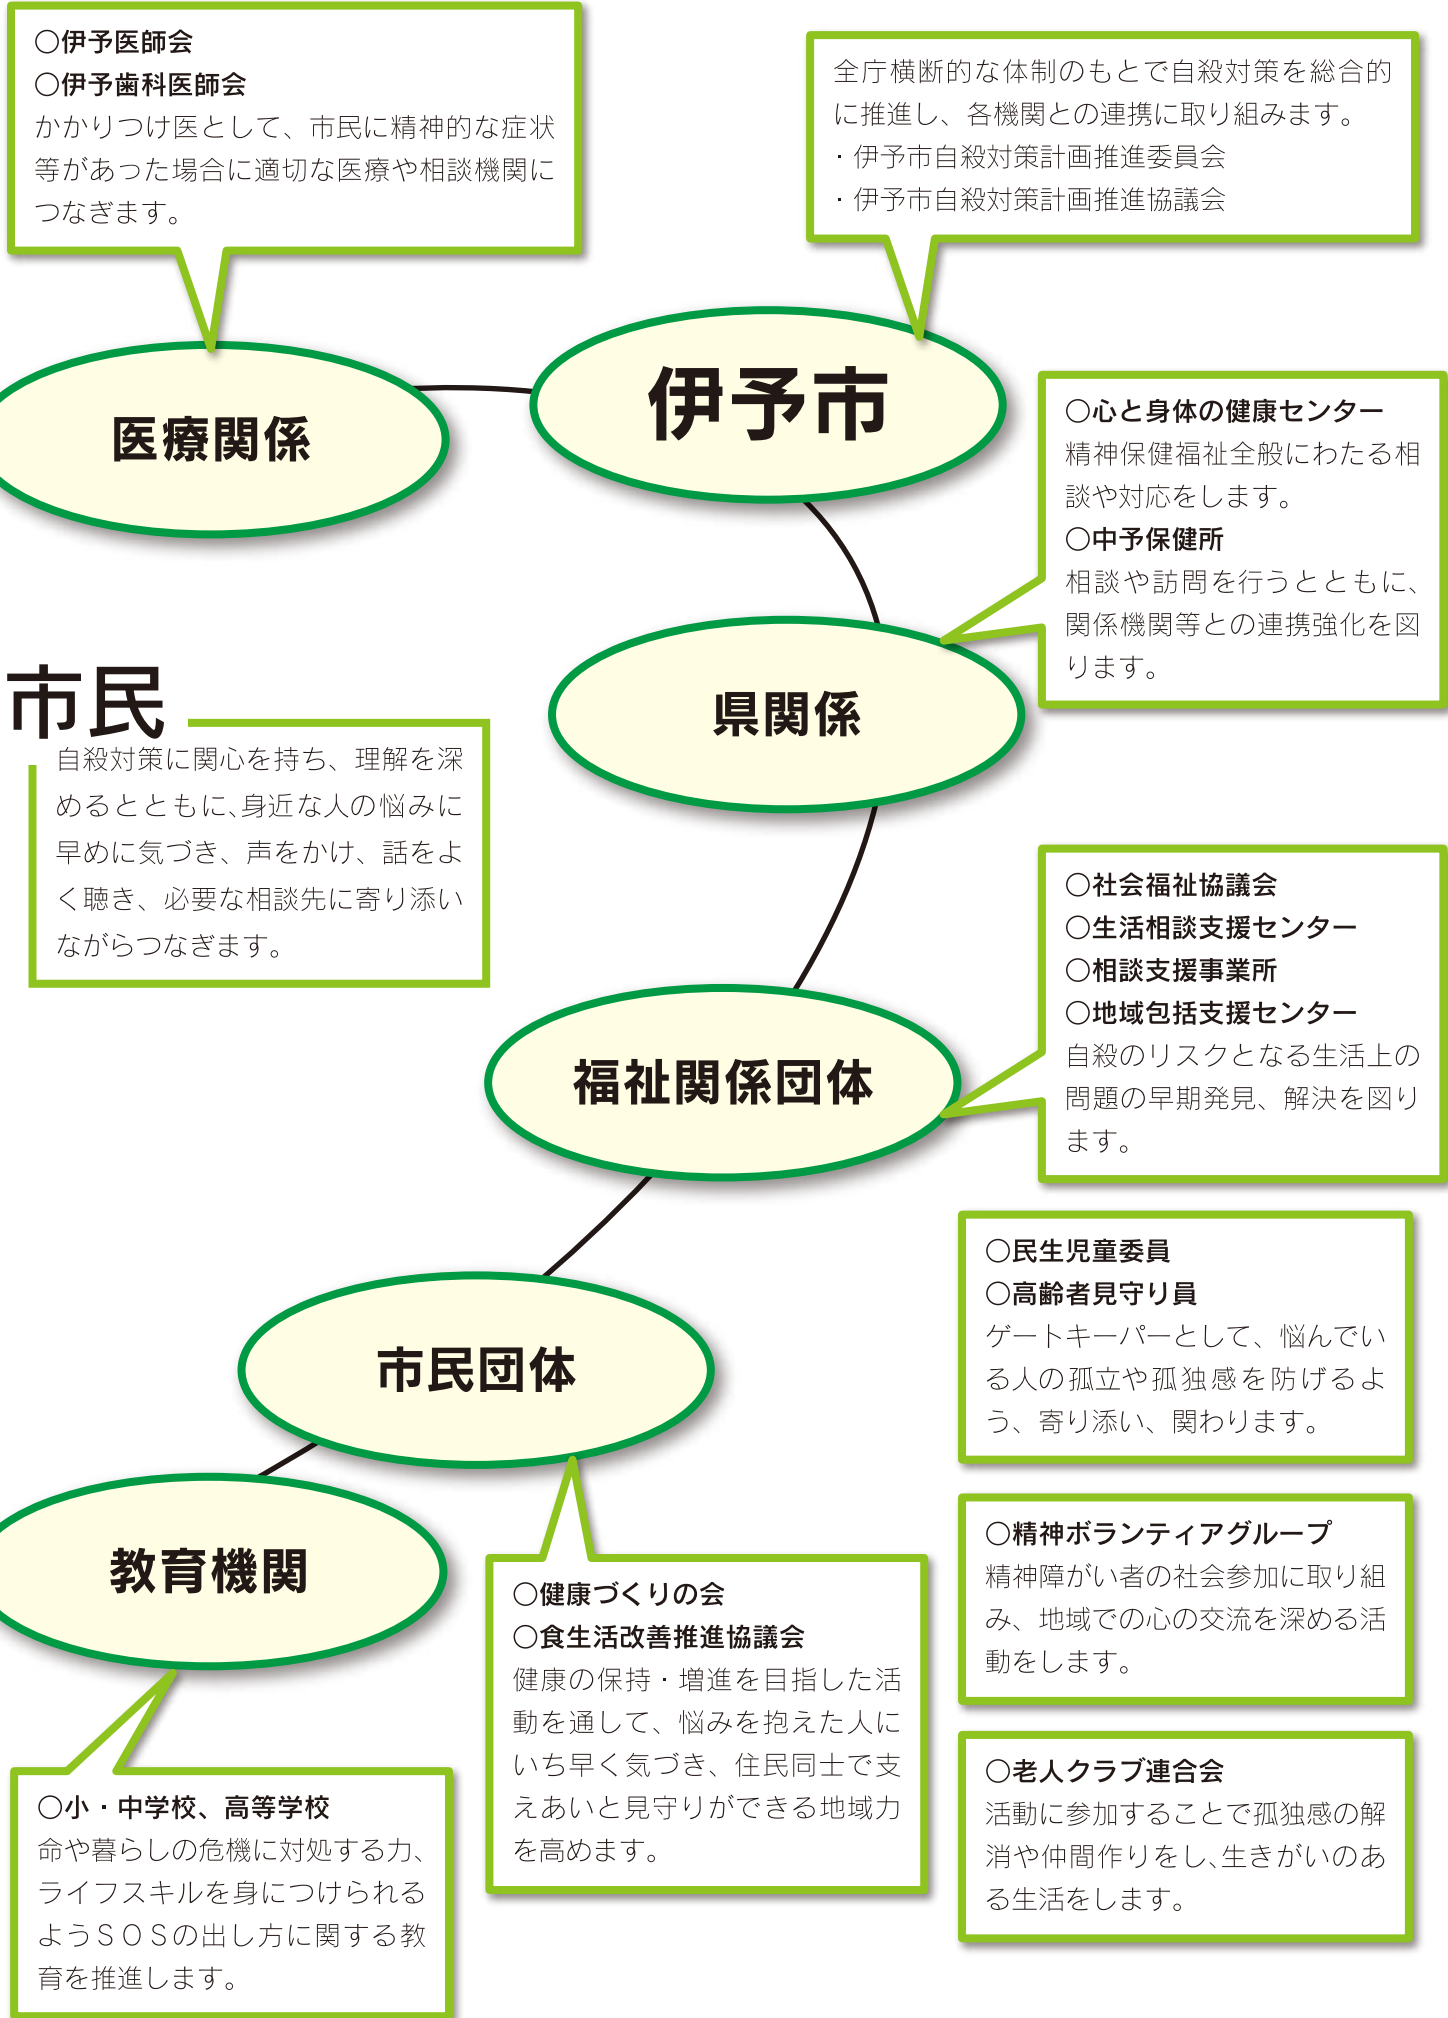 ○伊予医師会
○伊予歯科医師会
かかりつけ医として、市民に精神的な症状
等があった場合に適切な医療や相談機関に
つなぎます。
全庁横断的な体制のもとで自殺対策を総合的
に推進し、各機関との連携に取り組みます。
・伊予市自殺対策計画推進委員会
・伊予市自殺対策計画推進協議会
医療関係
伊予市
○心と身体の健康センター
精神保健福祉全般にわたる相
談や対応をします。
○中予保健所
相談や訪問を行うとともに、
関係機関等との連携強化を図
ります。
県関係
市民
自殺対策に関心を持ち、理解を深
めるとともに、身近な人の悩みに
早めに気づき、声をかけ、話をよ
く聴き、必要な相談先に寄り添い
ながらつなぎます。
○社会福祉協議会
○生活相談支援センター
○相談支援事業所
○地域包括支援センター
自殺のリスクとなる生活上の
問題の早期発見、解決を図り
ます。
福祉関係団体
○民生児童委員
○高齢者見守り員
ゲートキーパーとして、悩んでい
る人の孤立や孤独感を防げるよ
う、寄り添い、関わります。
市民団体
○精神ボランティアグループ
精神障がい者の社会参加に取り組
み、地域での心の交流を深める活
動をします。
教育機関
○健康づくりの会
○食生活改善推進協議会
健康の保持・増進を目指した活
動を通して、悩みを抱えた人に
いち早く気づき、住民同士で支
えあいと見守りができる地域力
を高めます。
○老人クラブ連合会
活動に参加することで孤独感の解
消や仲間作りをし、生きがいのあ
る生活をします。
○小・中学校、高等学校
命や暮らしの危機に対処する力、
ライフスキルを身につけられる
ようＳＯＳの出し方に関する教
育を推進します。